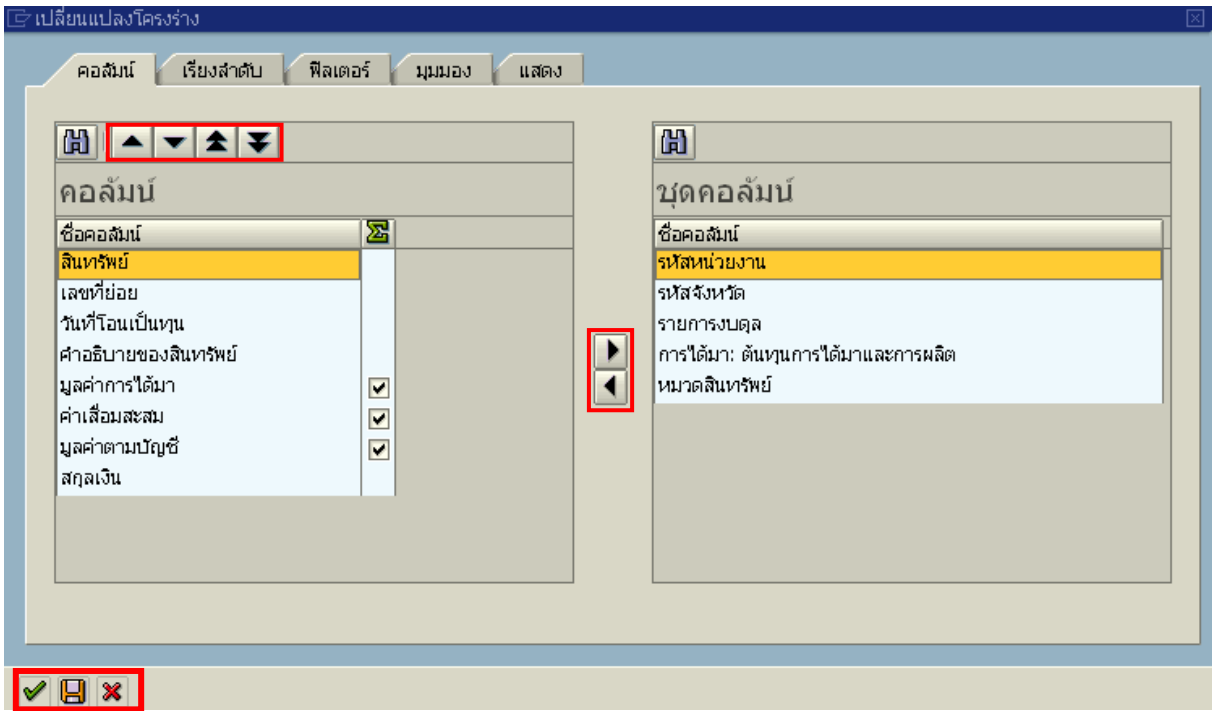 เปลี่ยนแปลงโครงร่าง
คอลัมน์ เรียงลำดับ ฟิลเตอร์ มุมมอง แสดง
คอลัมน์
ชื่อคอลัมน์
สินทรัพย์
เลขที่ย่อย
วันที่โอนเป็นทุน
คำอธิบายของสินทรัพย์
มูลค่าการได้มา
ค่าเสื่อมสะสม
มูลค่าตามบัญชี
สกุลเงิน
ชุดคอลัมน์
ชื่อคอลัมน์
รหัสหน่วยงาน
รหัสจังหวัด
รายการงบดุล
การได้มา: ต้นทุนการได้มาและการผลิต
หมวดสินทรัพย์